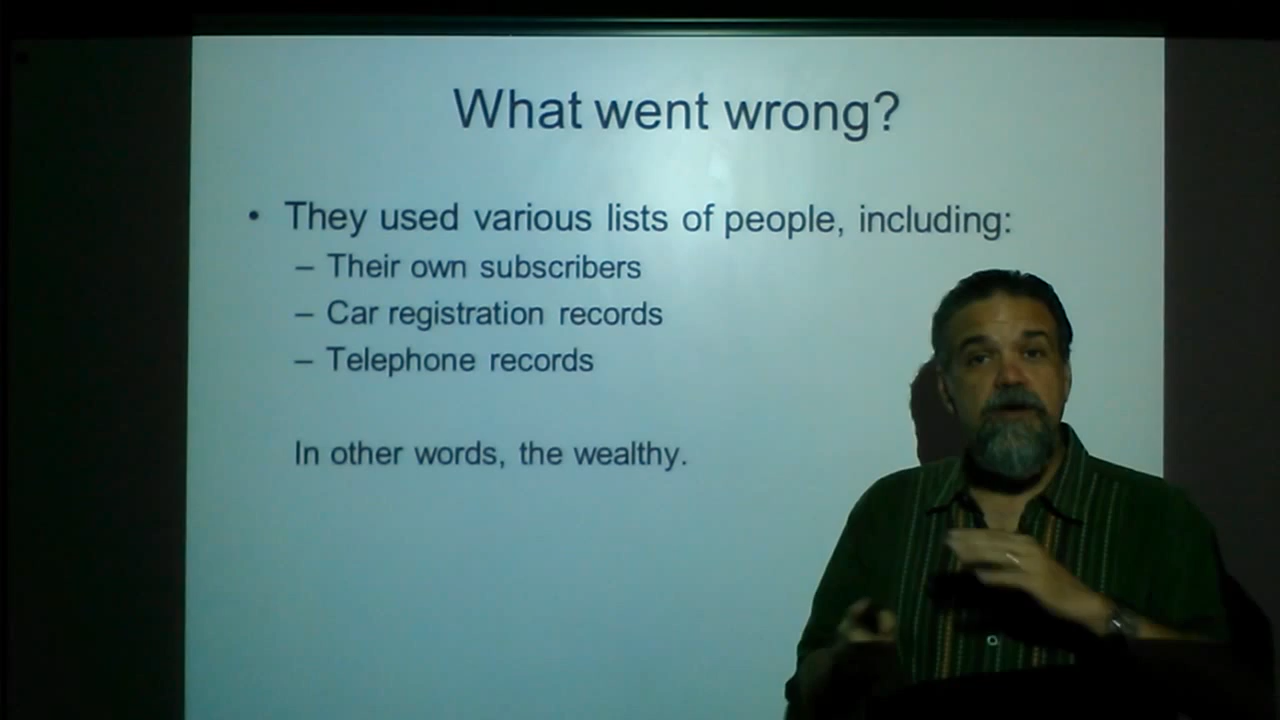 What went wrong?
• They used various lists of people, including:
– Their own subscribers
– Car registration records
– Telephone records
In other words, the wealthy.